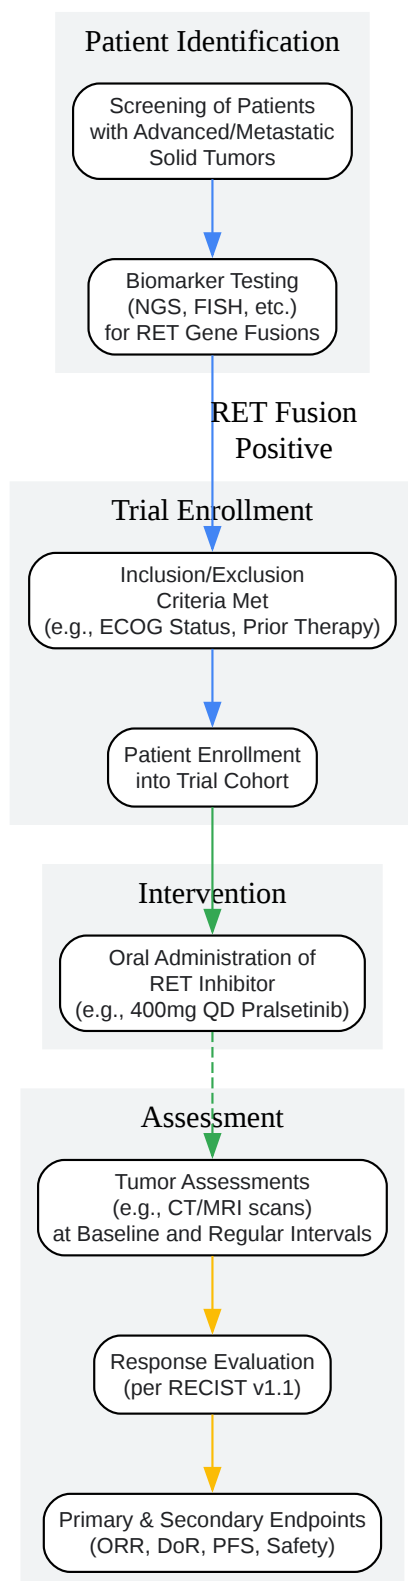 Patient Identification
Screening of Patients
with Advanced/Metastatic
Solid Tumors
Biomarker Testing
(NGS, FISH, etc.)
for RET Gene Fusions
RET Fusion
Positive
Trial Enrollment
Inclusion/Exclusion
Criteria Met
(e.g., ECOG Status, Prior Therapy)
Patient Enrollment
into Trial Cohort
Intervention
Oral Administration of
RET Inhibitor
(e.g., 400mg QD Pralsetinib)
Assessment
Tumor Assessments
(e.g., CT/MRI scans)
at Baseline and Regular Intervals
Response Evaluation
(per RECIST v1.1)
Primary & Secondary Endpoints
(ORR, DoR, PFS, Safety)